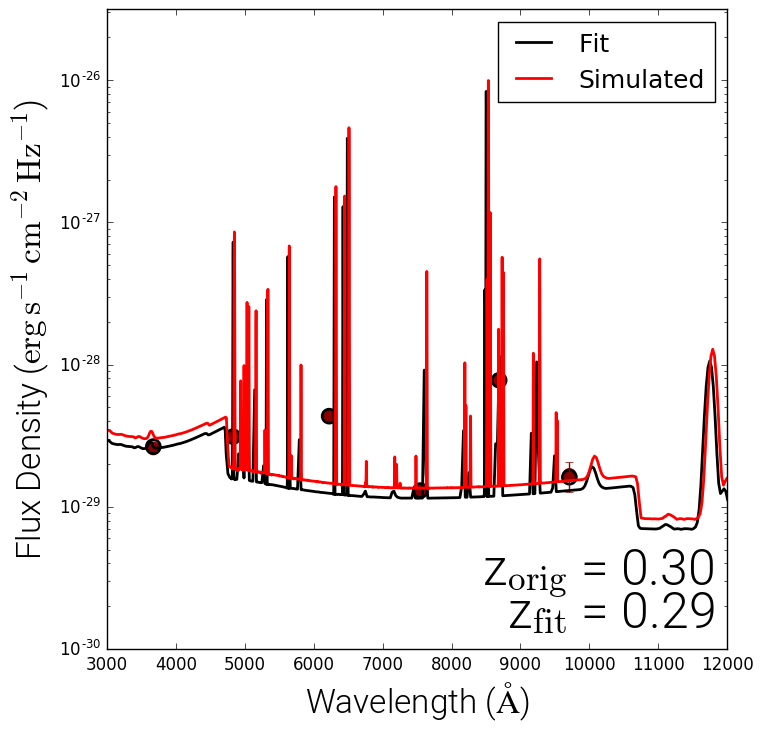 Fit
Simulated
10^-26
10^-27
10^-28
10^-29
10^-30
Flux Density (erg s^-1 cm^-2 Hz^-1)
z_orig = 0.30
z_fit = 0.29
3000 4000 5000 6000 7000 8000 9000 10000 11000 12000
Wavelength (Å)